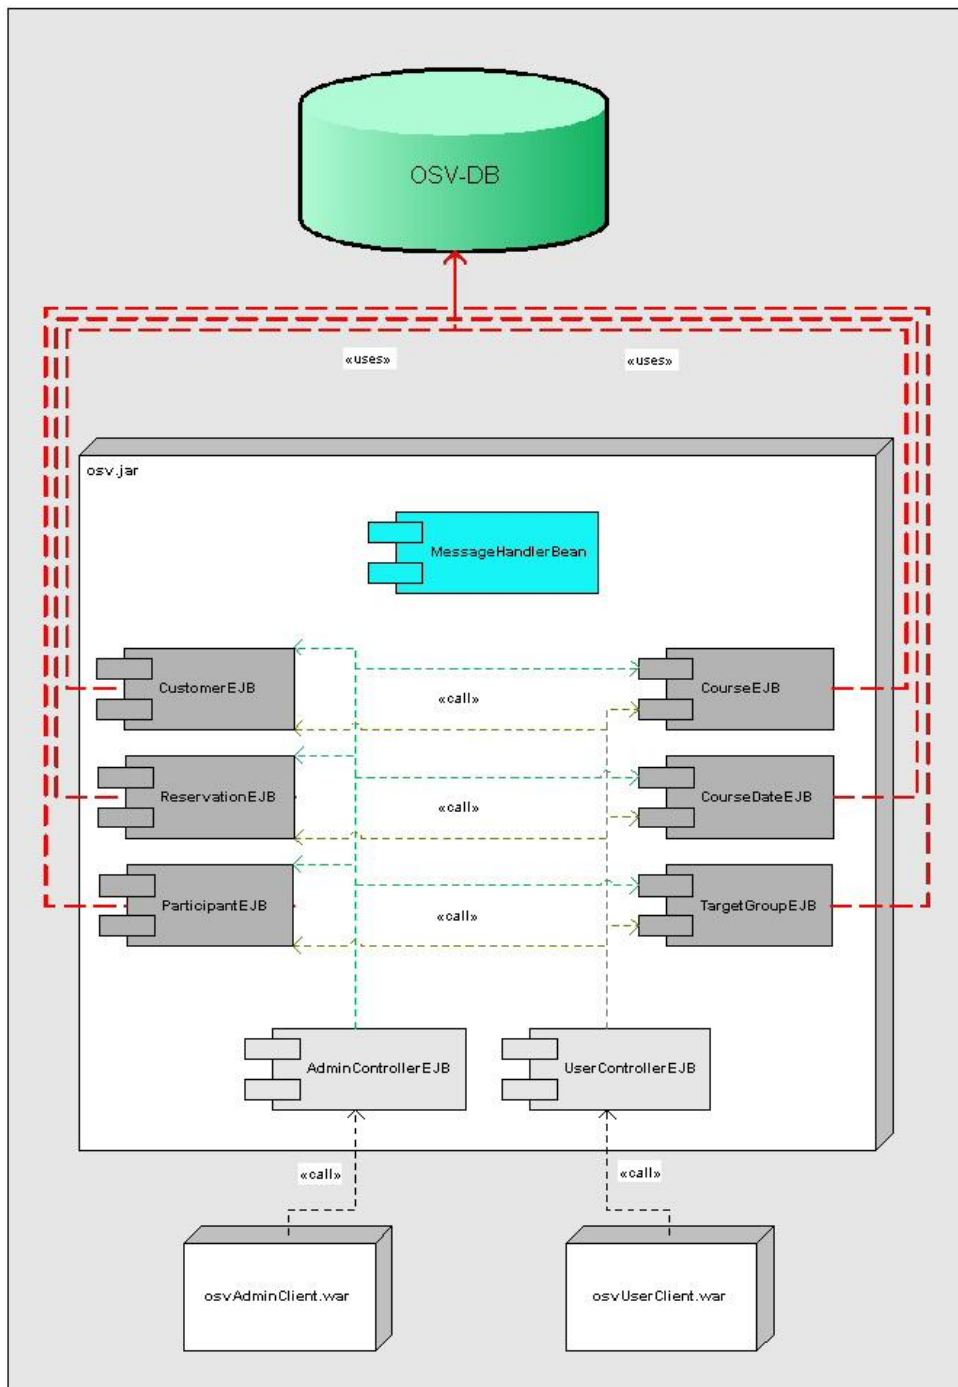 OSV-DB
«uses»
«uses»
osv.jar
MessageHandlerBean
CustomerEJB
«call»
CourseEJB
ReservationEJB
«call»
CourseDateEJB
ParticipantEJB
«call»
TargetGroupEJB
AdminControllerEJB
UserControllerEJB
«call»
«call»
osvAdminClient.war
osvUserClient.war